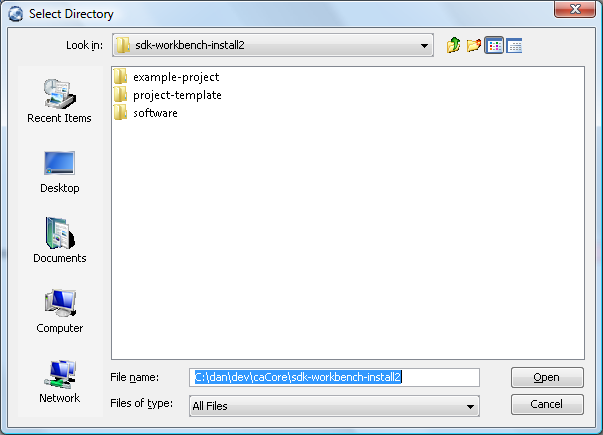 Select Directory
Look in: sdk-workbench-install2
example-project
project-template
software
Recent Items
Desktop
Documents
Computer
Network
File name: C:\dan\dev\caCore\sdk-workbench-install2
Open
Files of type: All Files
Cancel